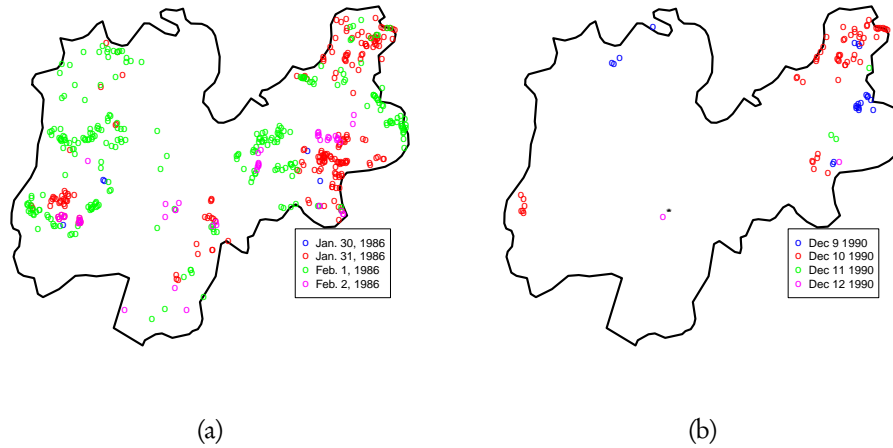 Jan. 30, 1986
Jan. 31, 1986
Feb. 1, 1986
Feb. 2, 1986
Dec 9 1990
Dec 10 1990
Dec 11 1990
Dec 12 1990
(a)
(b)